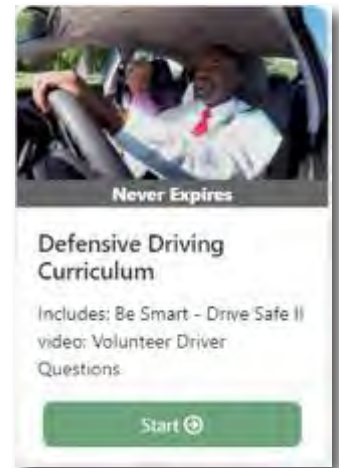 Never Expires
Defensive Driving
Curriculum
Includes: Be Smart - Drive Safe II
video: Volunteer Driver
Questions
Start